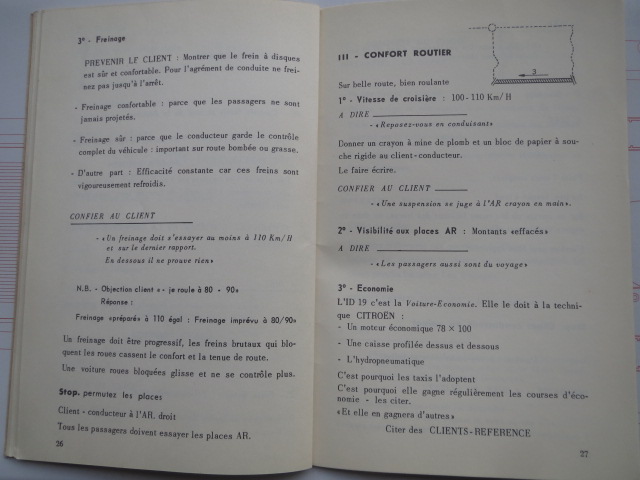 3° - Freinage
PREVENIR LE CLIENT : Montrer que le frein à disques
est sûr et confortable. Pour l'agrément de conduite ne frei-
nez pas jusqu'à l'arrêt.
- Freinage confortable : parce que les passagers ne sont
jamais projetés.
- Freinage sûr : parce que le conducteur garde le contrôle
complet du véhicule : important sur route bombée ou grasse.
- D'autre part : Efficacité constante car ces freins sont
vigoureusement refroidis.
CONFIER AU CLIENT
- «Un freinage doit s'essayer au moins à 110 Km/H
et sur le dernier rapport.
En dessous il ne prouve rien»
N.B. - Objection client «- je roule à 80 - 90»
Réponse :
Freinage «préparé» à 110 égal : Freinage imprévu à 80/90»
Un freinage doit être progressif, les freins brutaux qui blo-
quent les roues cassent le confort et la tenue de route.
Une voiture roues bloquées glisse et ne se contrôle plus.
Stop. permutez les places
Client - conducteur à l'AR. droit
Tous les passagers doivent essayer les places AR.
26
III - CONFORT ROUTIER
3
Sur belle route, bien roulante
1° - Vitesse de croisière : 100-110 Km/H
A DIRE
- «Reposez-vous en conduisant»
Donner un crayon à mine de plomb et un bloc de papier à sou-
che rigide au client-conducteur.
Le faire écrire.
CONFIER AU CLIENT
- «Une suspension se juge à l'AR crayon en main».
2° - Visibilité aux places AR : Montants «effacés»
A DIRE
- «Les passagers aussi sont du voyage»
3° - Economie
L'ID 19 c'est la Voiture-Economie. Elle le doit à la techni-
que CITROËN :
- Un moteur économique 78 × 100
- Une caisse profilée dessus et dessous
- L'hydropneumatique
C'est pourquoi les taxis l'adoptent
C'est pourquoi elle gagne régulièrement les courses d'éco-
nomie - les citer.
«Et elle en gagnera d'autres»
Citer des CLIENTS-REFERENCE
27